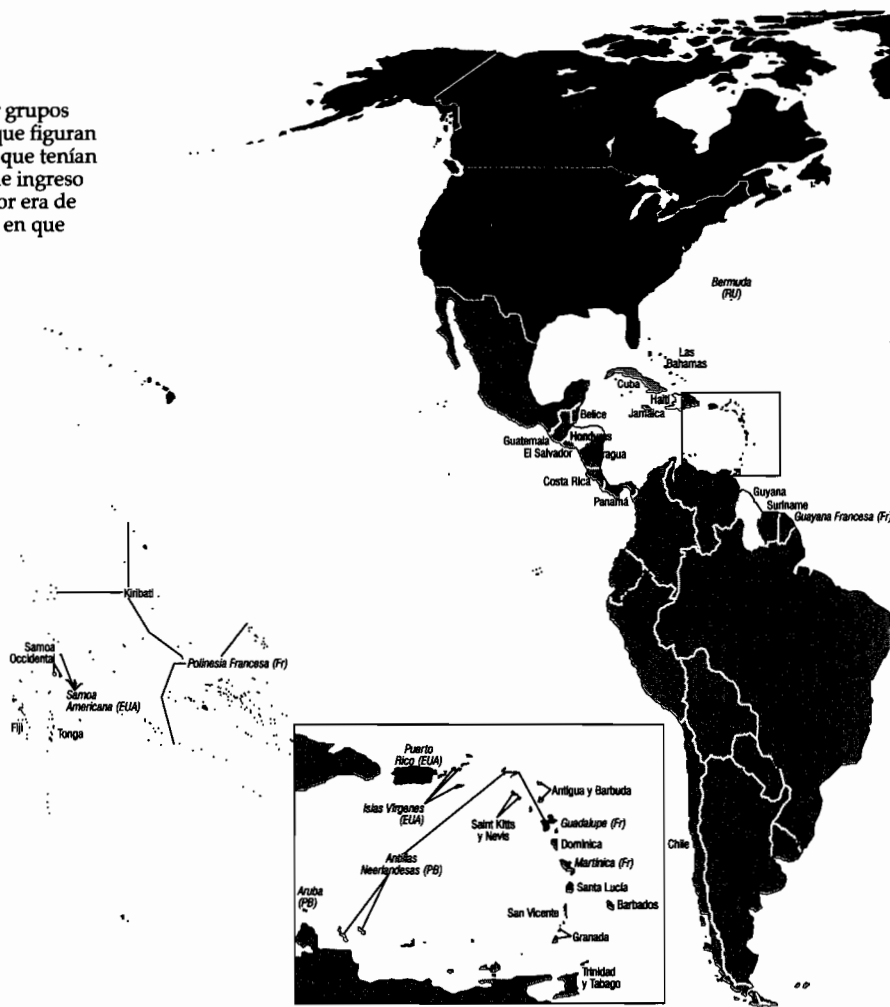 grupos
que figuran
que tenían
e ingreso
or era de
en que
Bermuda
(RU)
Las
Bahamas
Cuba
Haití
Jamaica
Belice
Guatemala
Honduras
El Salvador
ragua
Costa Rica
Panamá
Guyana
Suriname
Guayana Francesa (Fr)
Kiribati
Samoa
Occidental
Polinesia Francesa (Fr)
Samoa
Americana (EUA)
Fiji
Tonga
Puerto
Rico (EUA)
Islas Vírgenes
(EUA)
Saint Kitts
y Nevis
Antigua y Barbuda
Guadalupe (Fr)
Dominica
Martinica (Fr)
Antillas
Neerlandesas (PB)
Santa Lucía
Aruba
(PB)
San Vicente
Barbados
Granada
Trinidad
y Tabago
Chile